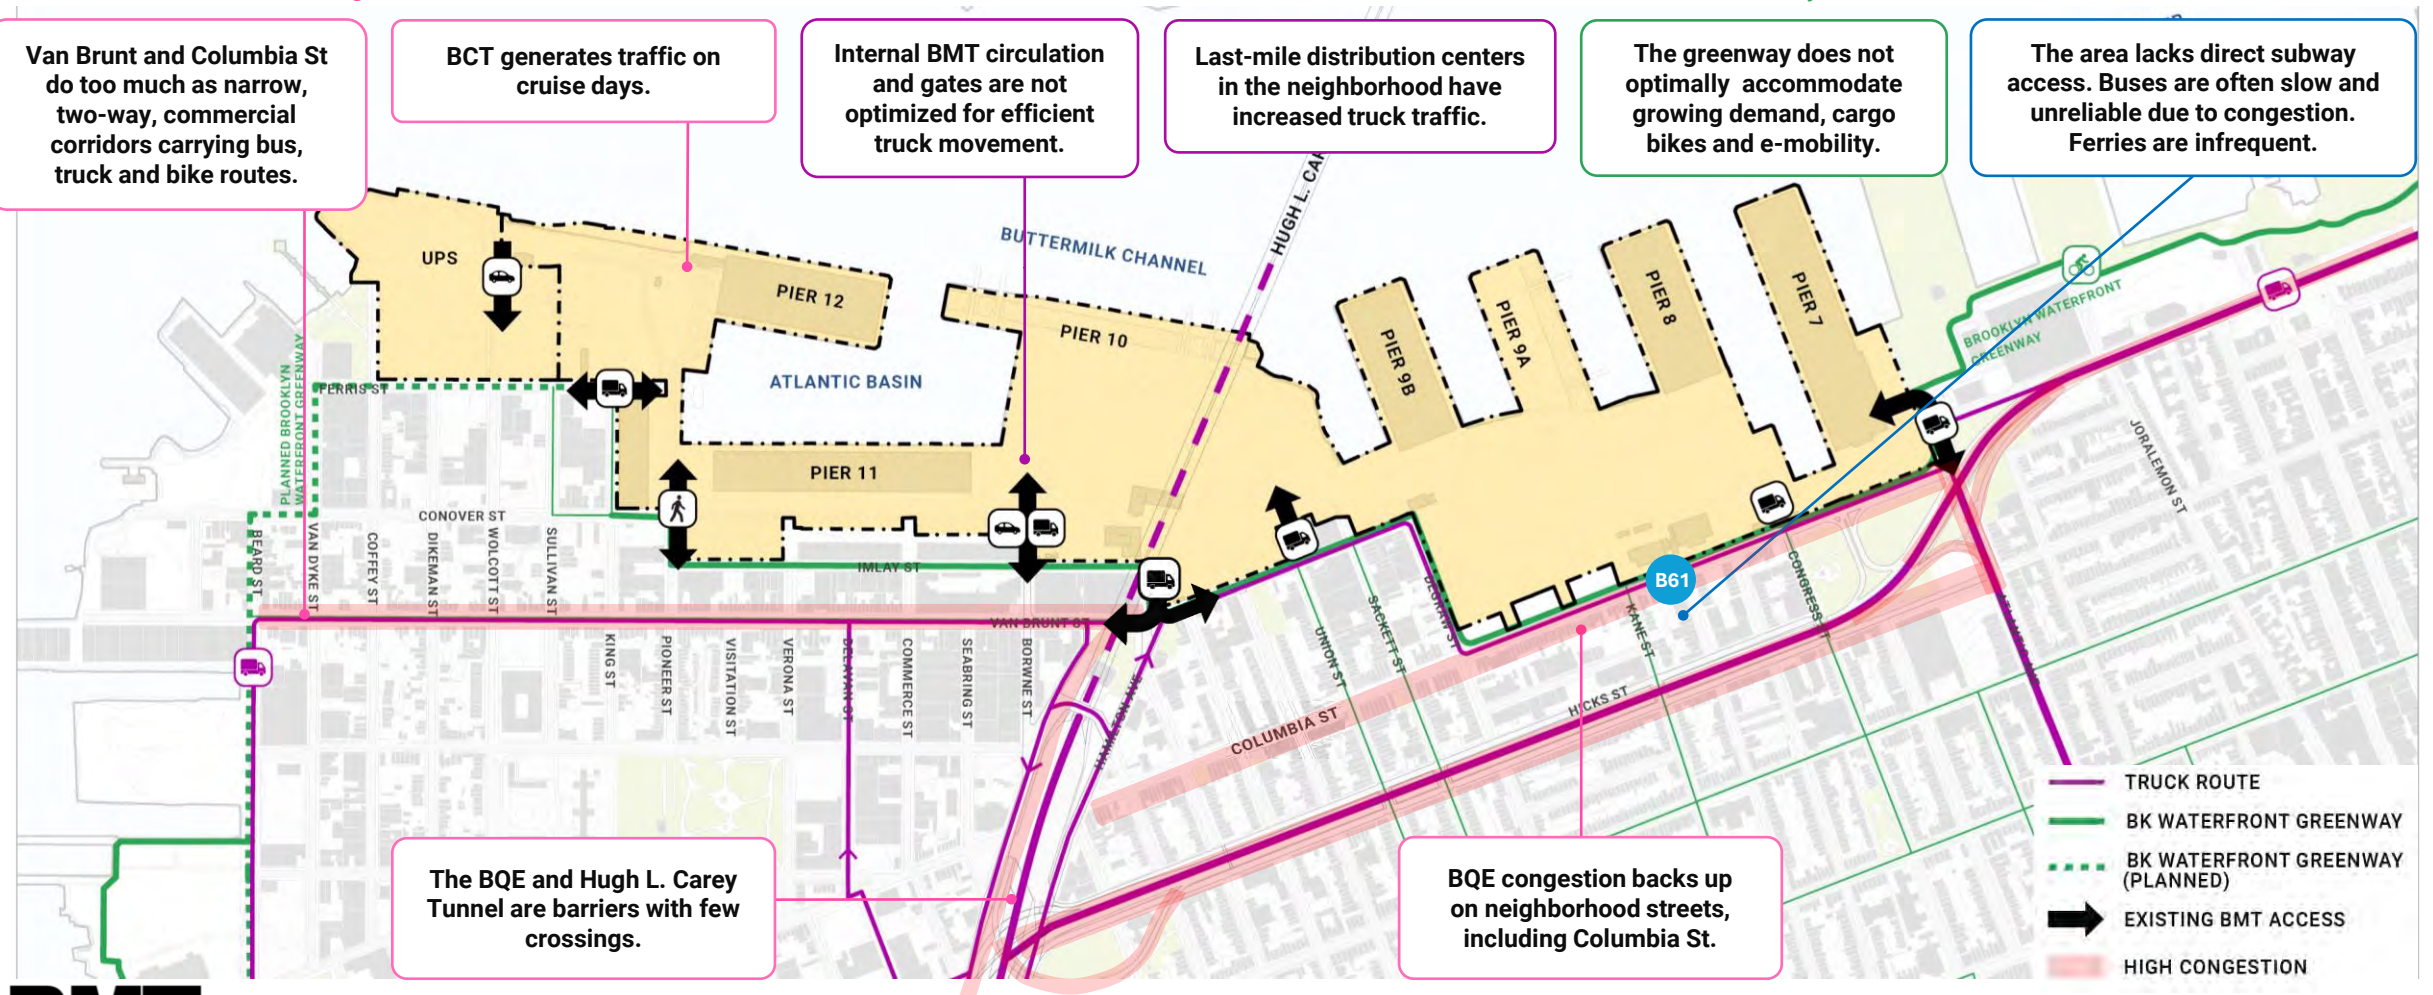 Van Brunt and Columbia St
do too much as narrow,
two-way, commercial
corridors carrying bus,
truck and bike routes.
BCT generates traffic on
cruise days.
Internal BMT circulation
and gates are not
optimized for efficient
truck movement.
Last-mile distribution centers
in the neighborhood have
increased truck traffic.
The greenway does not
optimally accommodate
growing demand, cargo
bikes and e-mobility.
The area lacks direct subway
access. Buses are often slow and
unreliable due to congestion.
Ferries are infrequent.
UPS
PIER 12
BUTTERMILK CHANNEL
HUGH L. CAR
PIER 10
ATLANTIC BASIN
PIER 11
PIER 9B
PIER 9A
PIER 8
PIER 7
BROOKLYN WATERFRONT
GREENWAY
PLANNED BROOKLYN
WATERFRONT GREENWAY
FERRIS ST
CONOVER ST
BEARD ST
VAN DYKE ST
COFFEY ST
DIKEMAN ST
WOLCOTT ST
SULLIVAN ST
IMLAY ST
VAN BRUNT ST
KING ST
PIONEER ST
VISITATION ST
VERONA ST
DELAVAN ST
COMMERCE ST
SEABRING ST
BORWNE ST
HAMILTON AVE
UNION ST
SACKETT ST
DEGRAW ST
KANE ST
CONGRESS ST
ATLANTIC AVE
JORALEMON ST
B61
COLUMBIA ST
HICKS ST
The BQE and Hugh L. Carey
Tunnel are barriers with few
crossings.
BQE congestion backs up
on neighborhood streets,
including Columbia St.
TRUCK ROUTE
BK WATERFRONT GREENWAY
BK WATERFRONT GREENWAY
(PLANNED)
EXISTING BMT ACCESS
HIGH CONGESTION
BMT